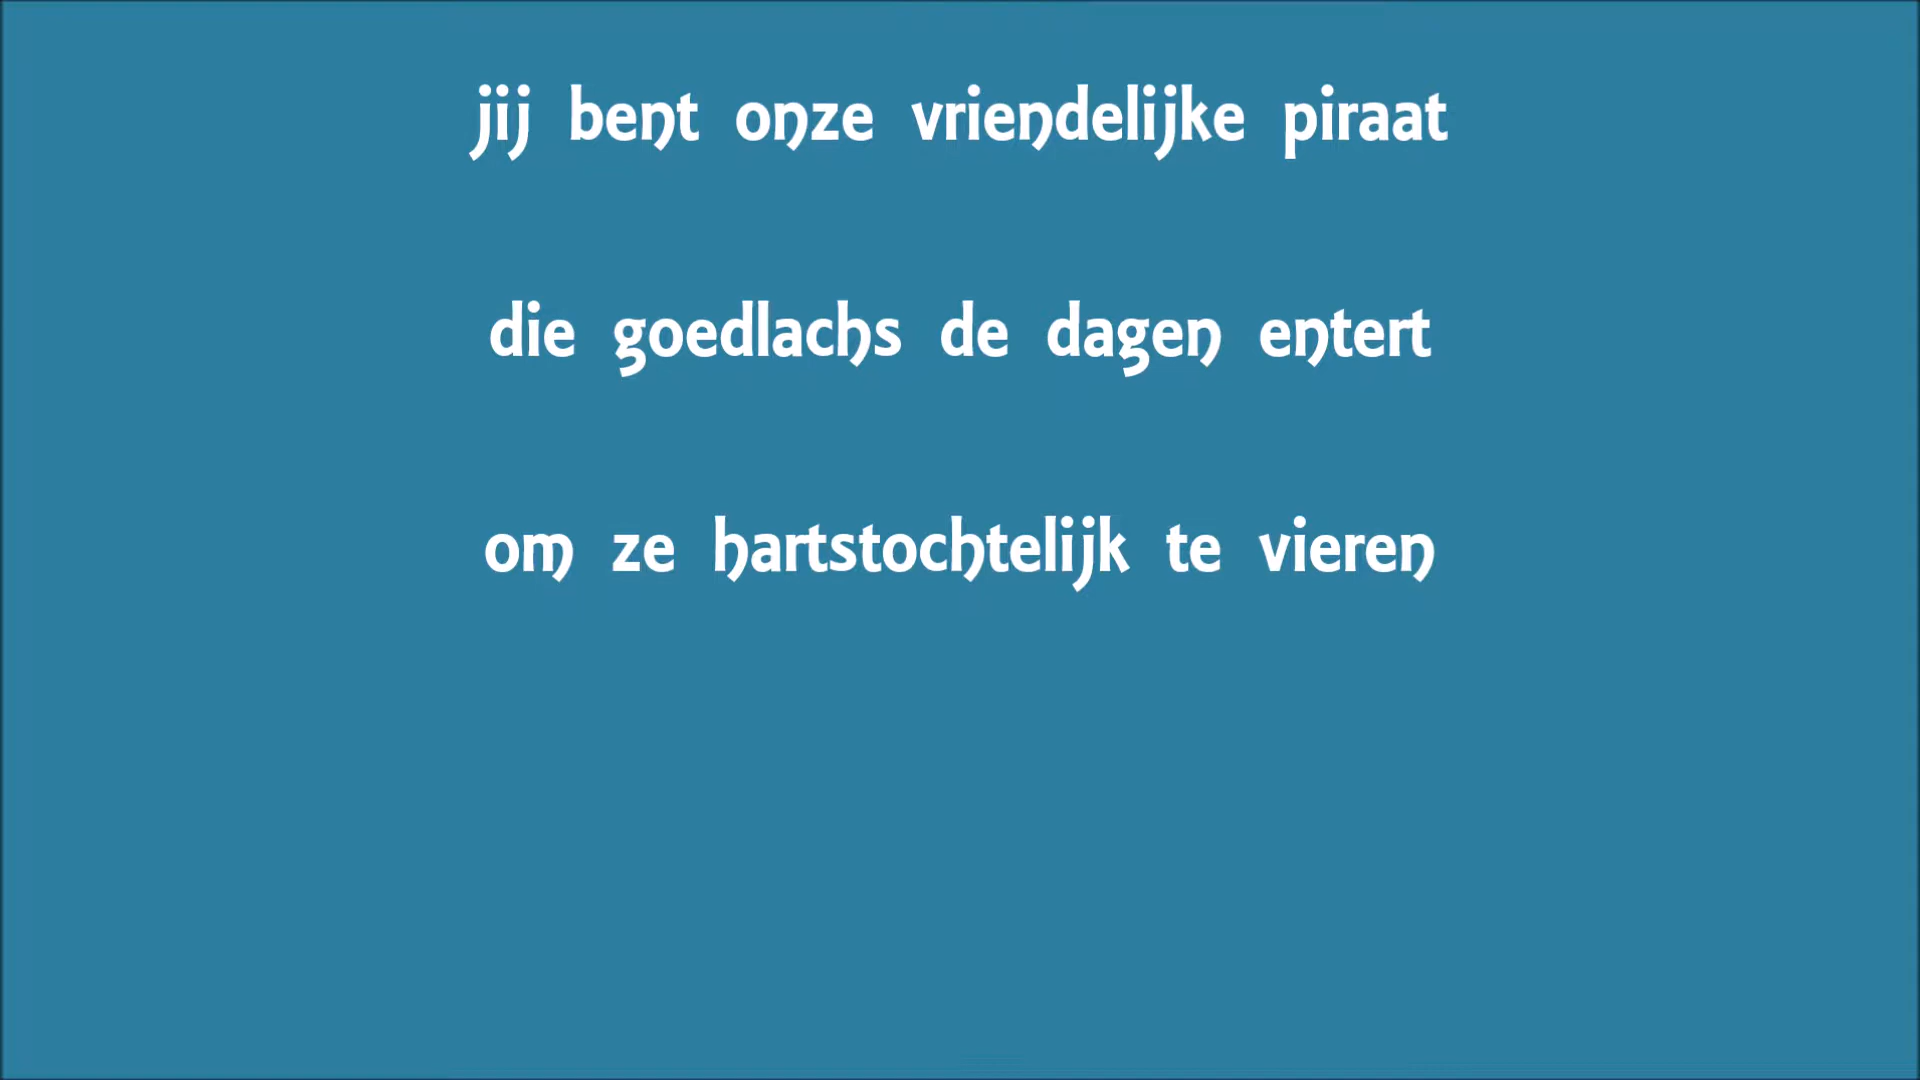 jij bent onze vriendelijke piraat
die goedlachs de dagen entert
om ze hartstochtelijk te vieren